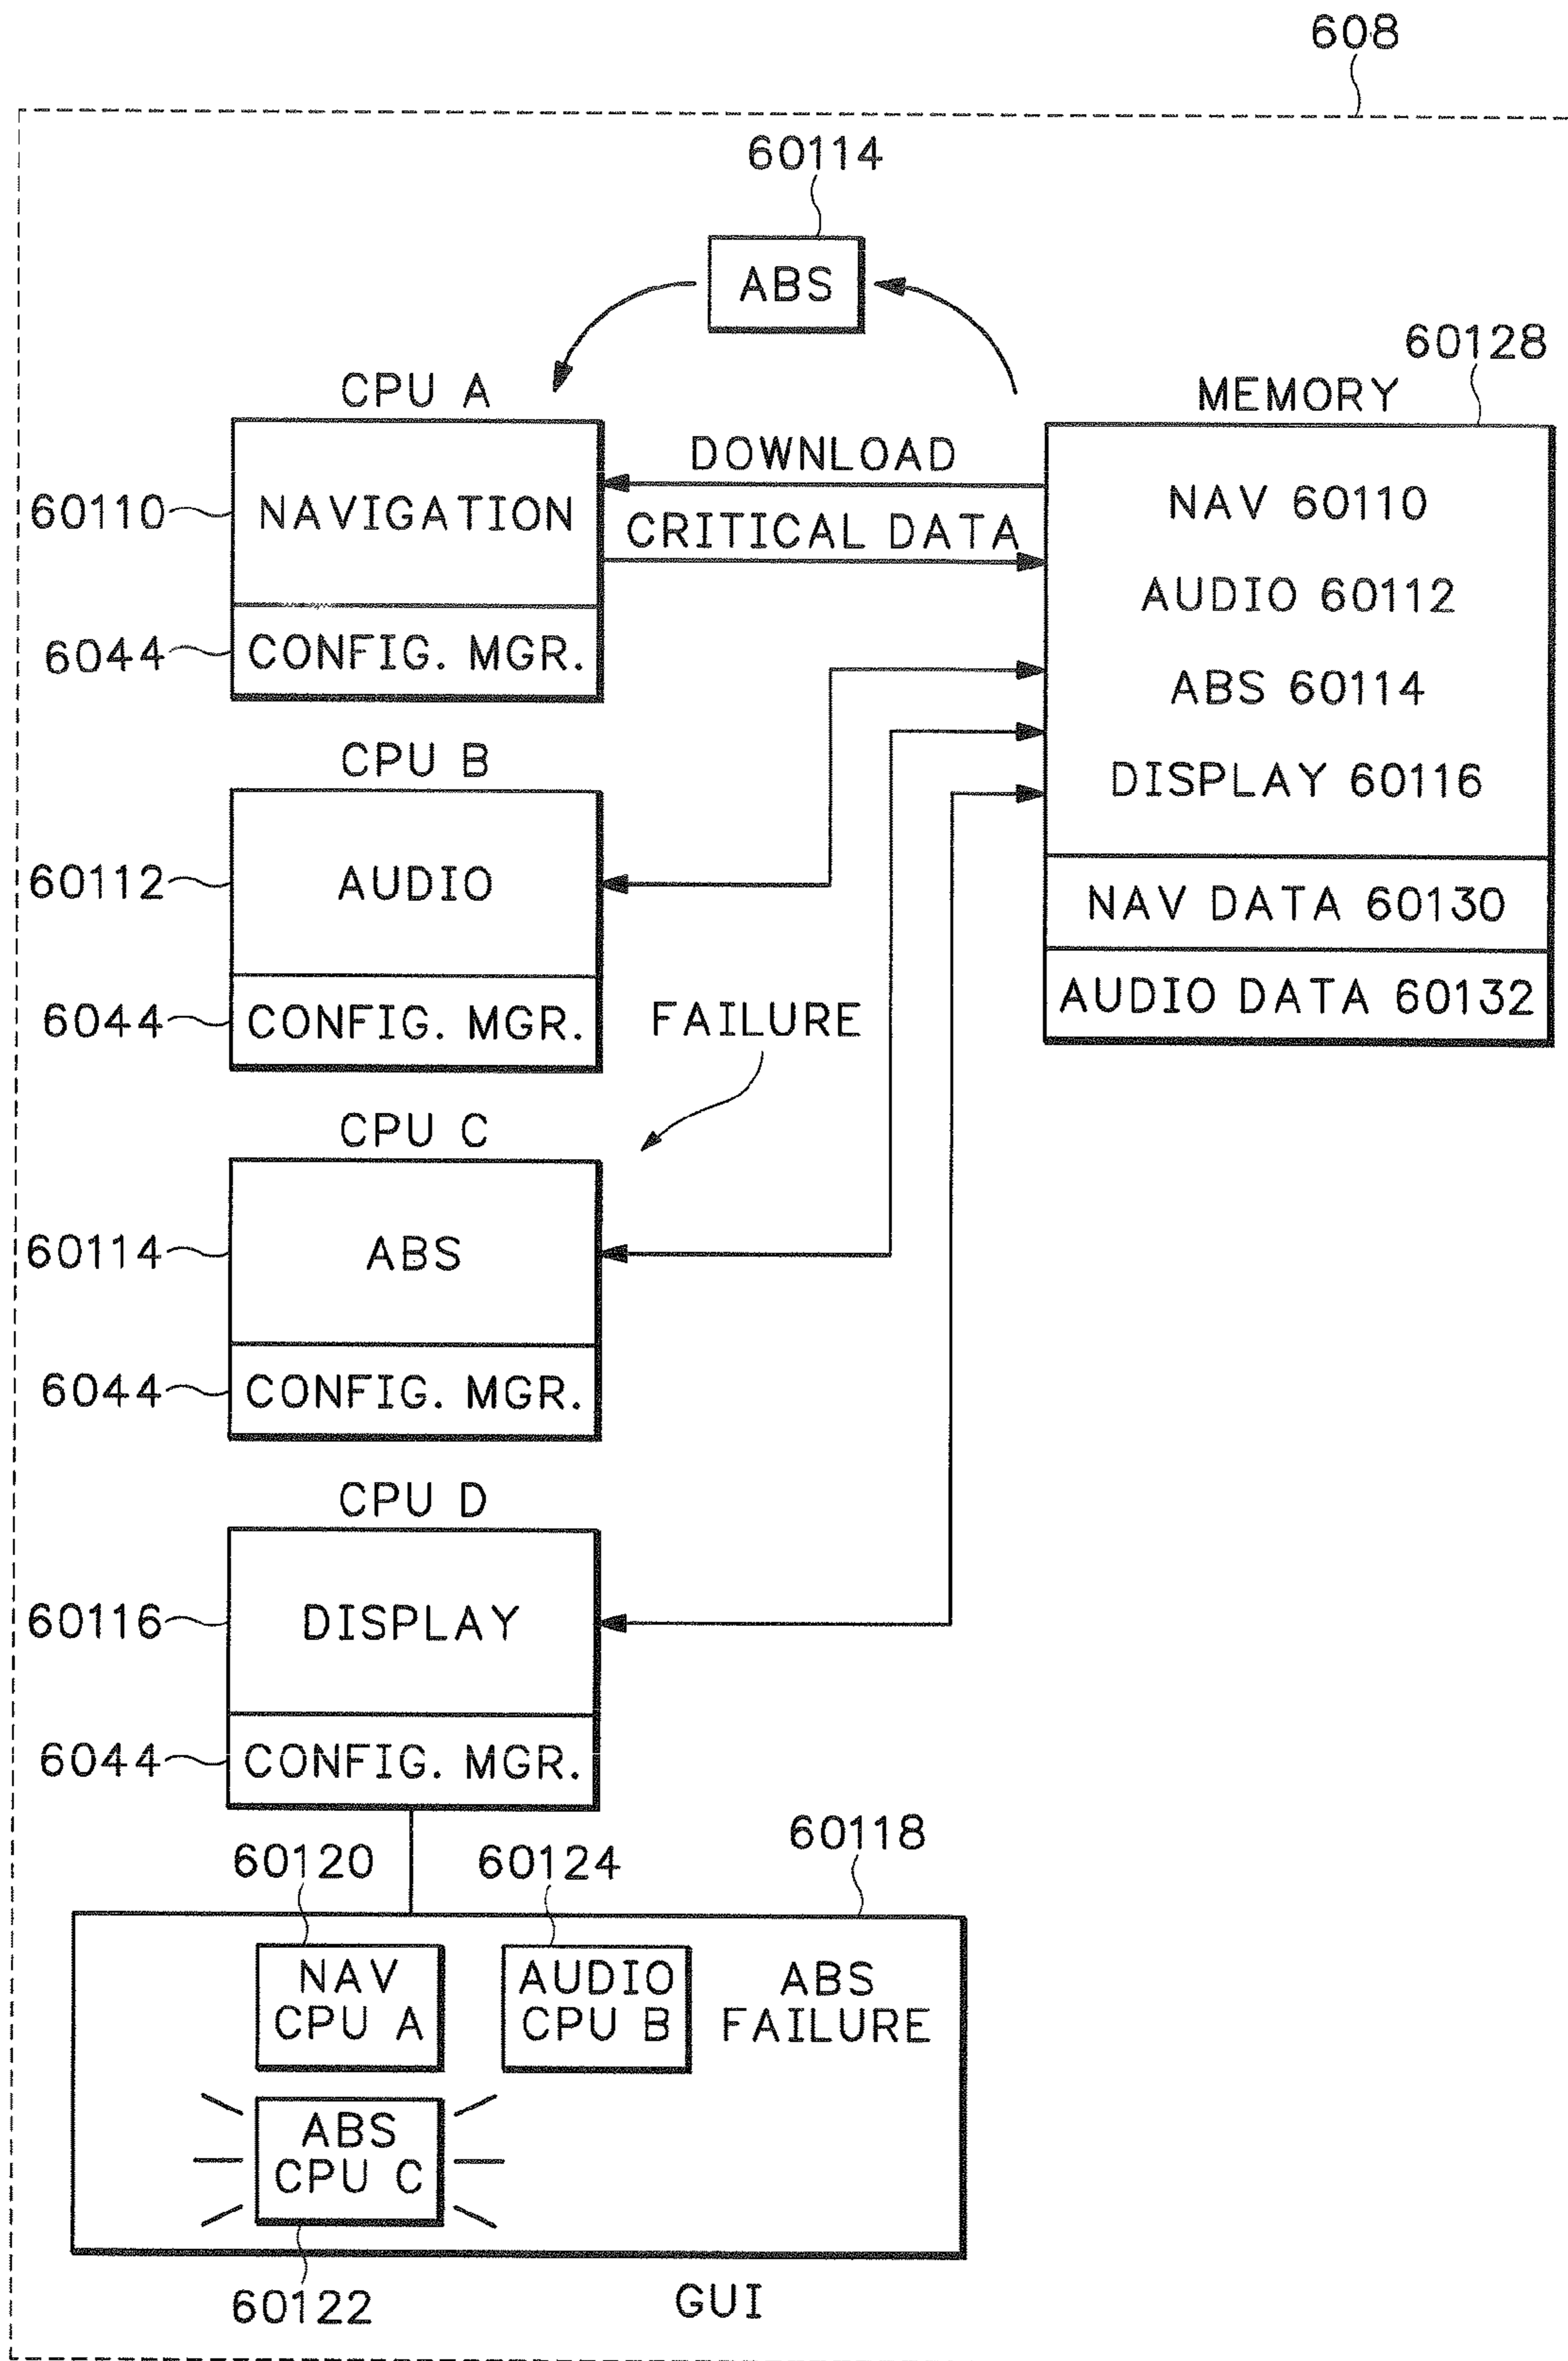 608
60114
ABS
60128
CPU A
MEMORY
DOWNLOAD
60110
NAVIGATION
CRITICAL DATA
NAV 60110
AUDIO 60112
ABS 60114
DISPLAY 60116
NAV DATA 60130
AUDIO DATA 60132
6044
CONFIG. MGR.
CPU B
60112
AUDIO
6044
CONFIG. MGR.
FAILURE
CPU C
60114
ABS
6044
CONFIG. MGR.
CPU D
60116
DISPLAY
6044
CONFIG. MGR.
60120
60124
60118
NAV
CPU A
AUDIO
CPU B
ABS
FAILURE
ABS
CPU C
60122
GUI